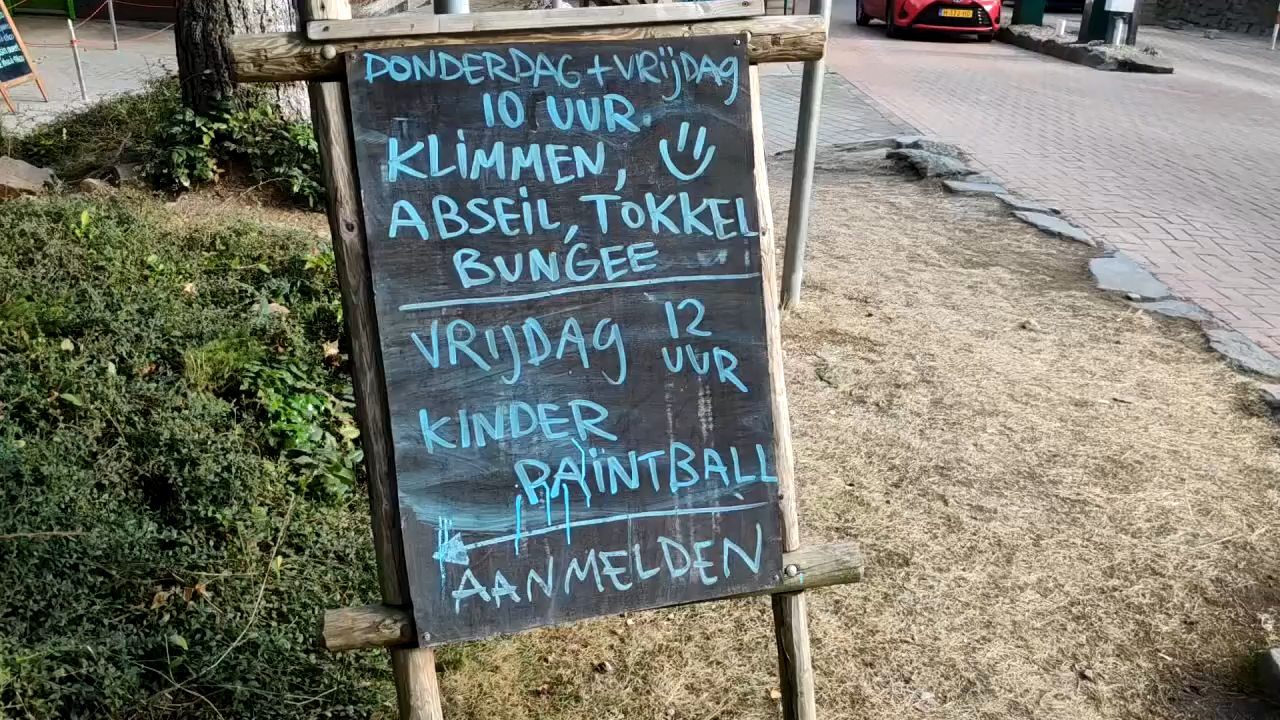 DONDERDAG + VRIJDAG
10 UUR
KLIMMEN,
ABSEIL, TOKKEL
BUNGEE
VRIJDAG 12 UUR
KINDER
PAINTBALL
AANMELDEN